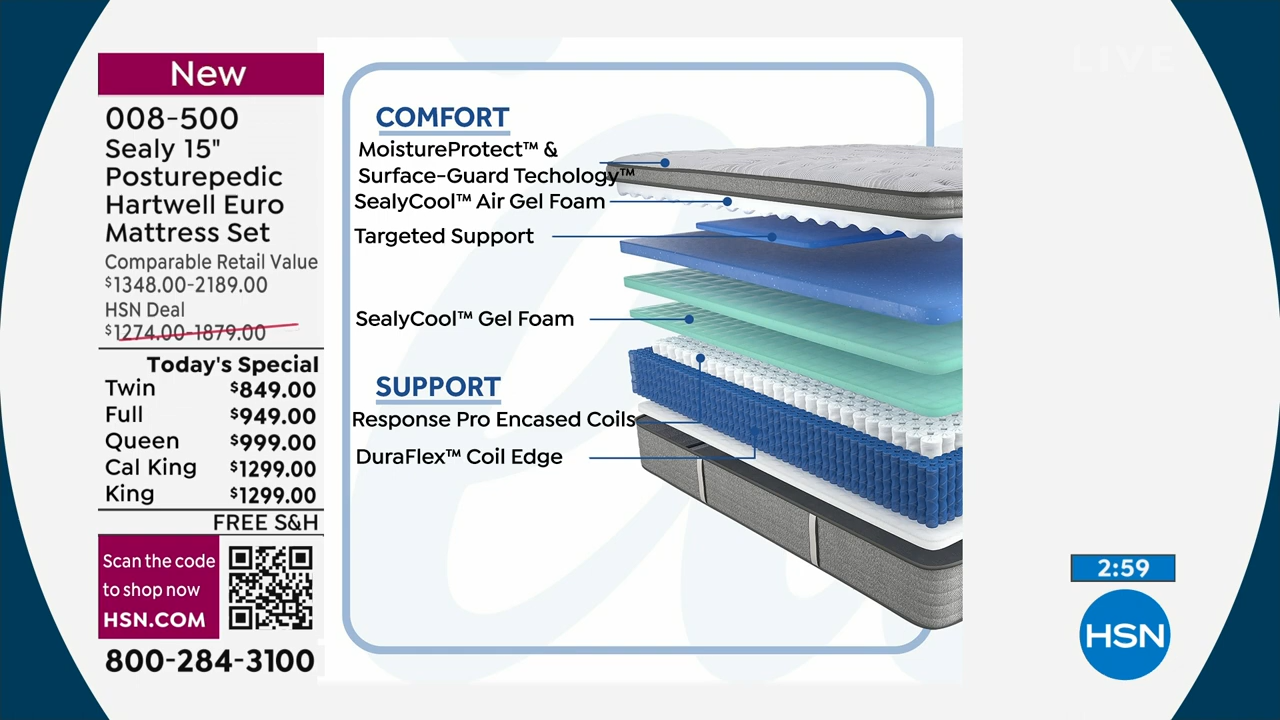 LIVE
New
008-500
Sealy 15"
Posturepedic
Hartwell Euro
Mattress Set
Comparable Retail Value
$1348.00-2189.00
HSN Deal
$1274.00-1879.00
Today's Special
Twin $849.00
Full $949.00
Queen $999.00
Cal King $1299.00
King $1299.00
FREE S&H
Scan the code
to shop now
HSN.COM
800-284-3100
COMFORT
MoistureProtect™ &
Surface-Guard Techology™
SealyCool™ Air Gel Foam
Targeted Support
SealyCool™ Gel Foam
SUPPORT
Response Pro Encased Coils
DuraFlex™ Coil Edge
2:59
HSN